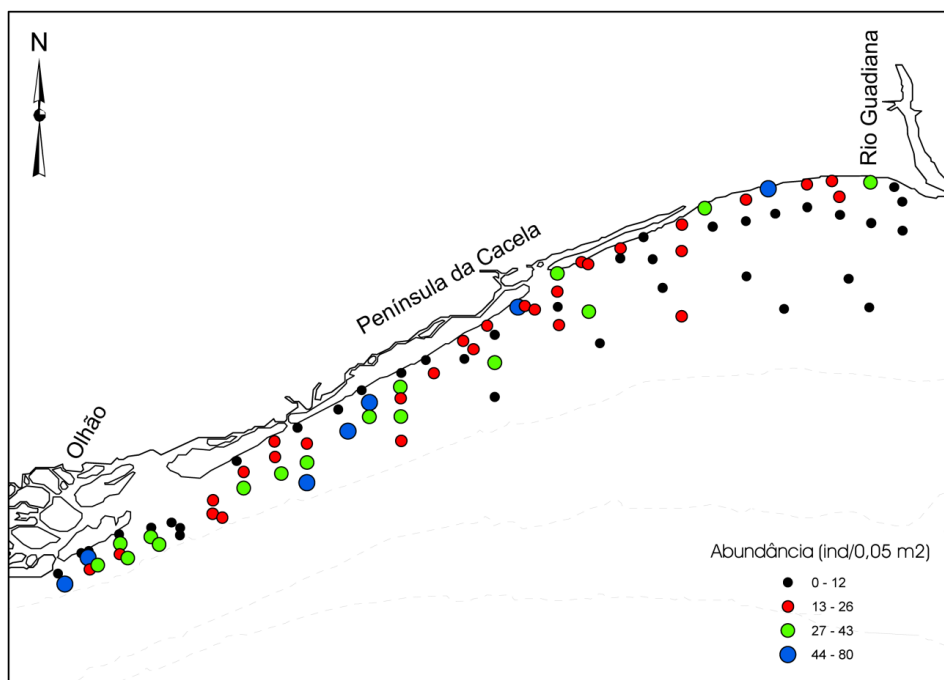 N
Rio Guadiana
Península da Cacela
Olhão
Abundância (ind/0,05 m2)
0 - 12
13 - 26
27 - 43
44 - 80